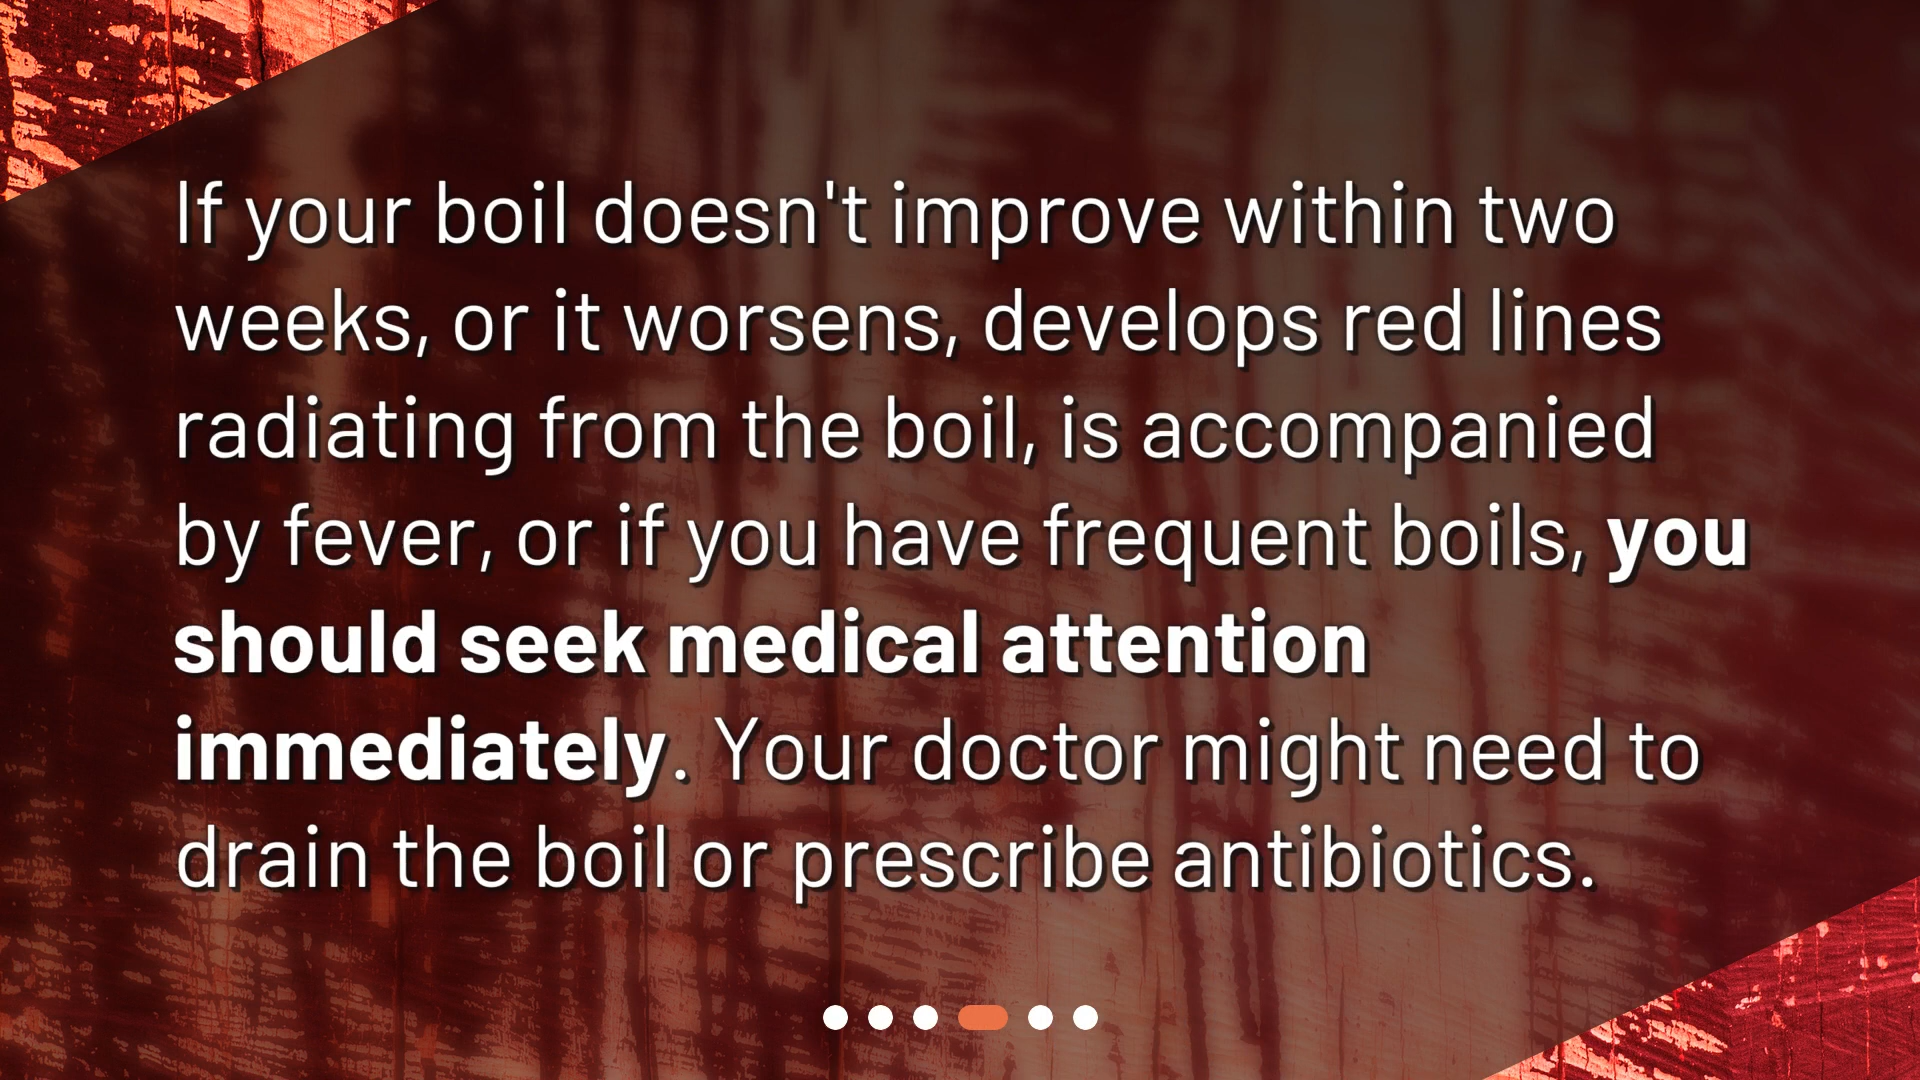 If your boil doesn't improve within two
weeks, or it worsens, develops red lines
radiating from the boil, is accompanied
by fever, or if you have frequent boils, you
should seek medical attention
immediately. Your doctor might need to
drain the boil or prescribe antibiotics.